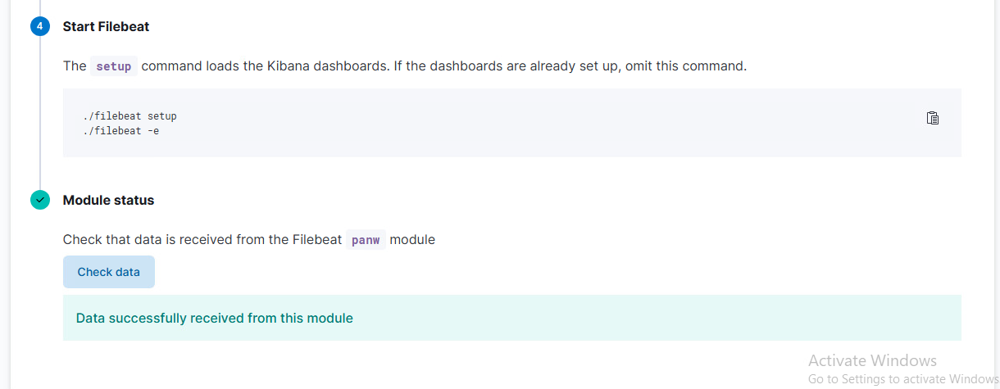 4 Start Filebeat
The setup command loads the Kibana dashboards. If the dashboards are already set up, omit this command.
./filebeat setup
./filebeat -e
Module status
Check that data is received from the Filebeat panw module
Check data
Data successfully received from this module
Activate Windows
Go to Settings to activate Windows